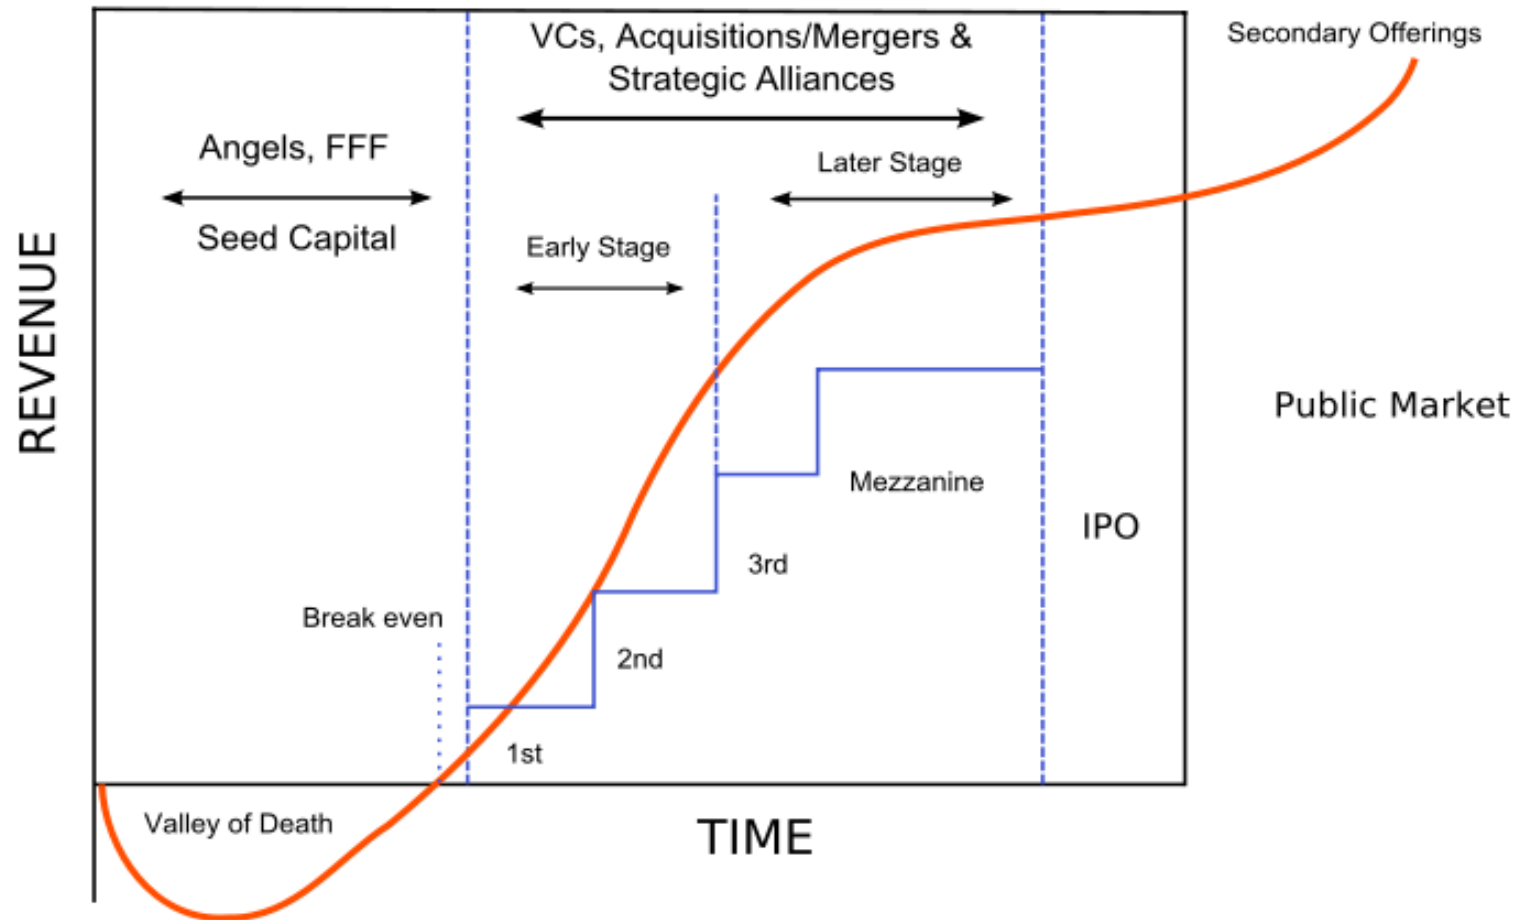 VCs, Acquisitions/Mergers &
Strategic Alliances
Secondary Offerings
Angels, FFF
Seed Capital
Later Stage
Early Stage
REVENUE
Public Market
Mezzanine
IPO
3rd
Break even
2nd
1st
Valley of Death
TIME